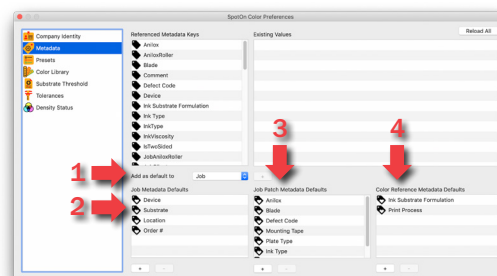 SpotOn Color Preferences
Reload All
Company Identity
Metadata
Presets
Color Library
Substrate Threshold
Tolerances
Density Status
Referenced Metadata Keys
Anilox
AniloxRoller
Blade
Comment
Defect Code
Device
Ink Substrate Formulation
Ink Type
InkType
InkViscosity
IsTwoSided
JobAniloxRoller
Existing Values
1
Add as default to
Job
2
Job Metadata Defaults
Device
Substrate
Location
Order #
3
Job Patch Metadata Defaults
Anilox
Blade
Defect Code
Mounting Tape
Plate Type
Ink Type
4
Color Reference Metadata Defaults
Ink Substrate Formulation
Print Process